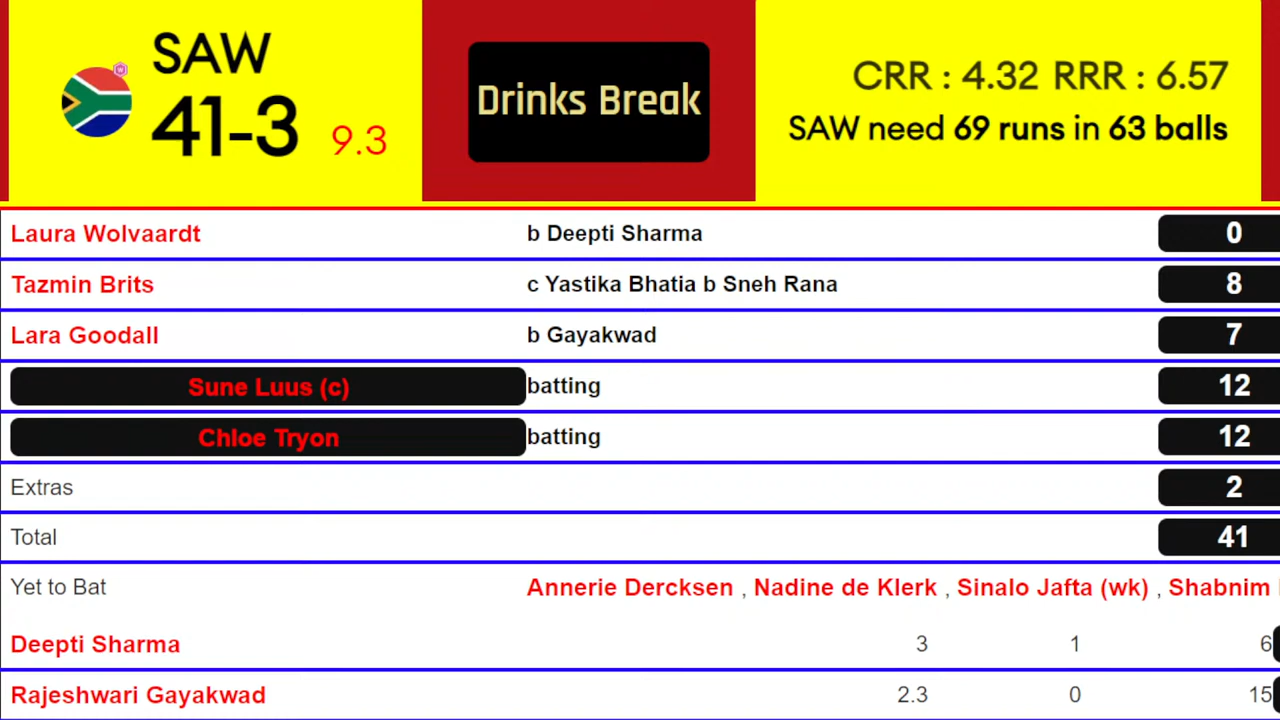 SAW
41-3 9.3
Drinks Break
CRR : 4.32 RRR : 6.57
SAW need 69 runs in 63 balls
Laura Wolvaardt b Deepti Sharma 0
Tazmin Brits c Yastika Bhatia b Sneh Rana 8
Lara Goodall b Gayakwad 7
Sune Luus (c) batting 12
Chloe Tryon batting 12
Extras 2
Total 41
Yet to Bat Annerie Dercksen , Nadine de Klerk , Sinalo Jafta (wk) , Shabnim
Deepti Sharma 3 1 6
Rajeshwari Gayakwad 2.3 0 15